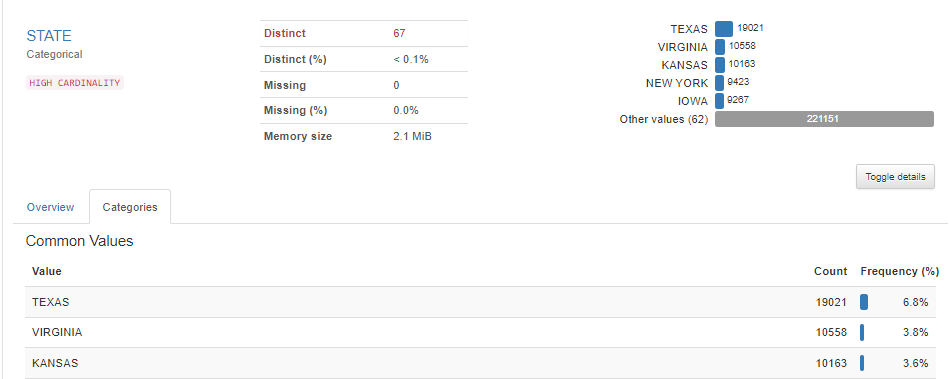 STATE
Categorical
HIGH CARDINALITY
Distinct 67
Distinct (%) < 0.1%
Missing 0
Missing (%) 0.0%
Memory size 2.1 MiB
TEXAS 19021
VIRGINIA 10558
KANSAS 10163
NEW YORK 9423
IOWA 9267
Other values (62) 221151
Toggle details
Overview Categories
Common Values
Value Count Frequency (%)
TEXAS 19021 6.8%
VIRGINIA 10558 3.8%
KANSAS 10163 3.6%